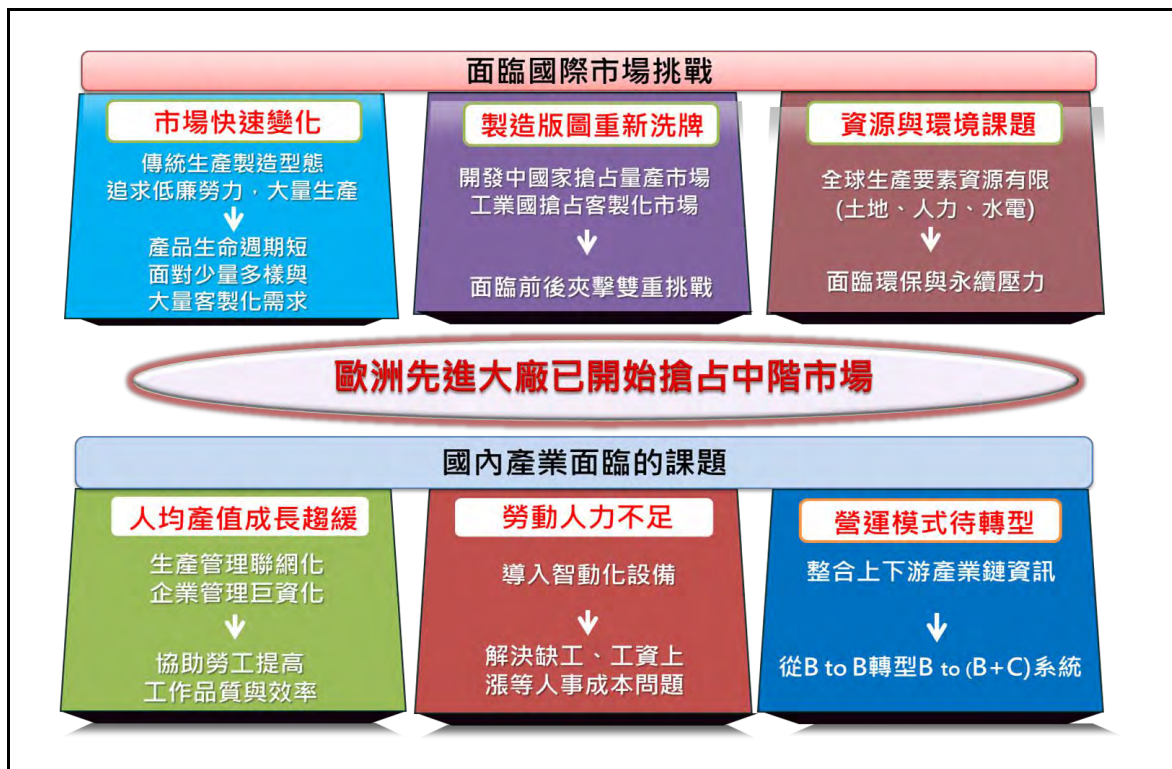 面臨國際市場挑戰
市場快速變化
傳統生產製造型態
追求低廉勞力，大量生產
產品生命週期短
面對少量多樣與
大量客製化需求
製造版圖重新洗牌
開發中國家搶占量產市場
工業國搶占客製化市場
面臨前後夾擊雙重挑戰
資源與環境課題
全球生產要素資源有限
(土地、人力、水電)
面臨環保與永續壓力
歐洲先進大廠已開始搶占中階市場
國內產業面臨的課題
人均產值成長趨緩
生產管理聯網化
企業管理巨資化
協助勞工提高
工作品質與效率
勞動人力不足
導入智動化設備
解決缺工、工資上
漲等人事成本問題
營運模式待轉型
整合上下游產業鏈資訊
從B to B轉型B to (B+C)系統